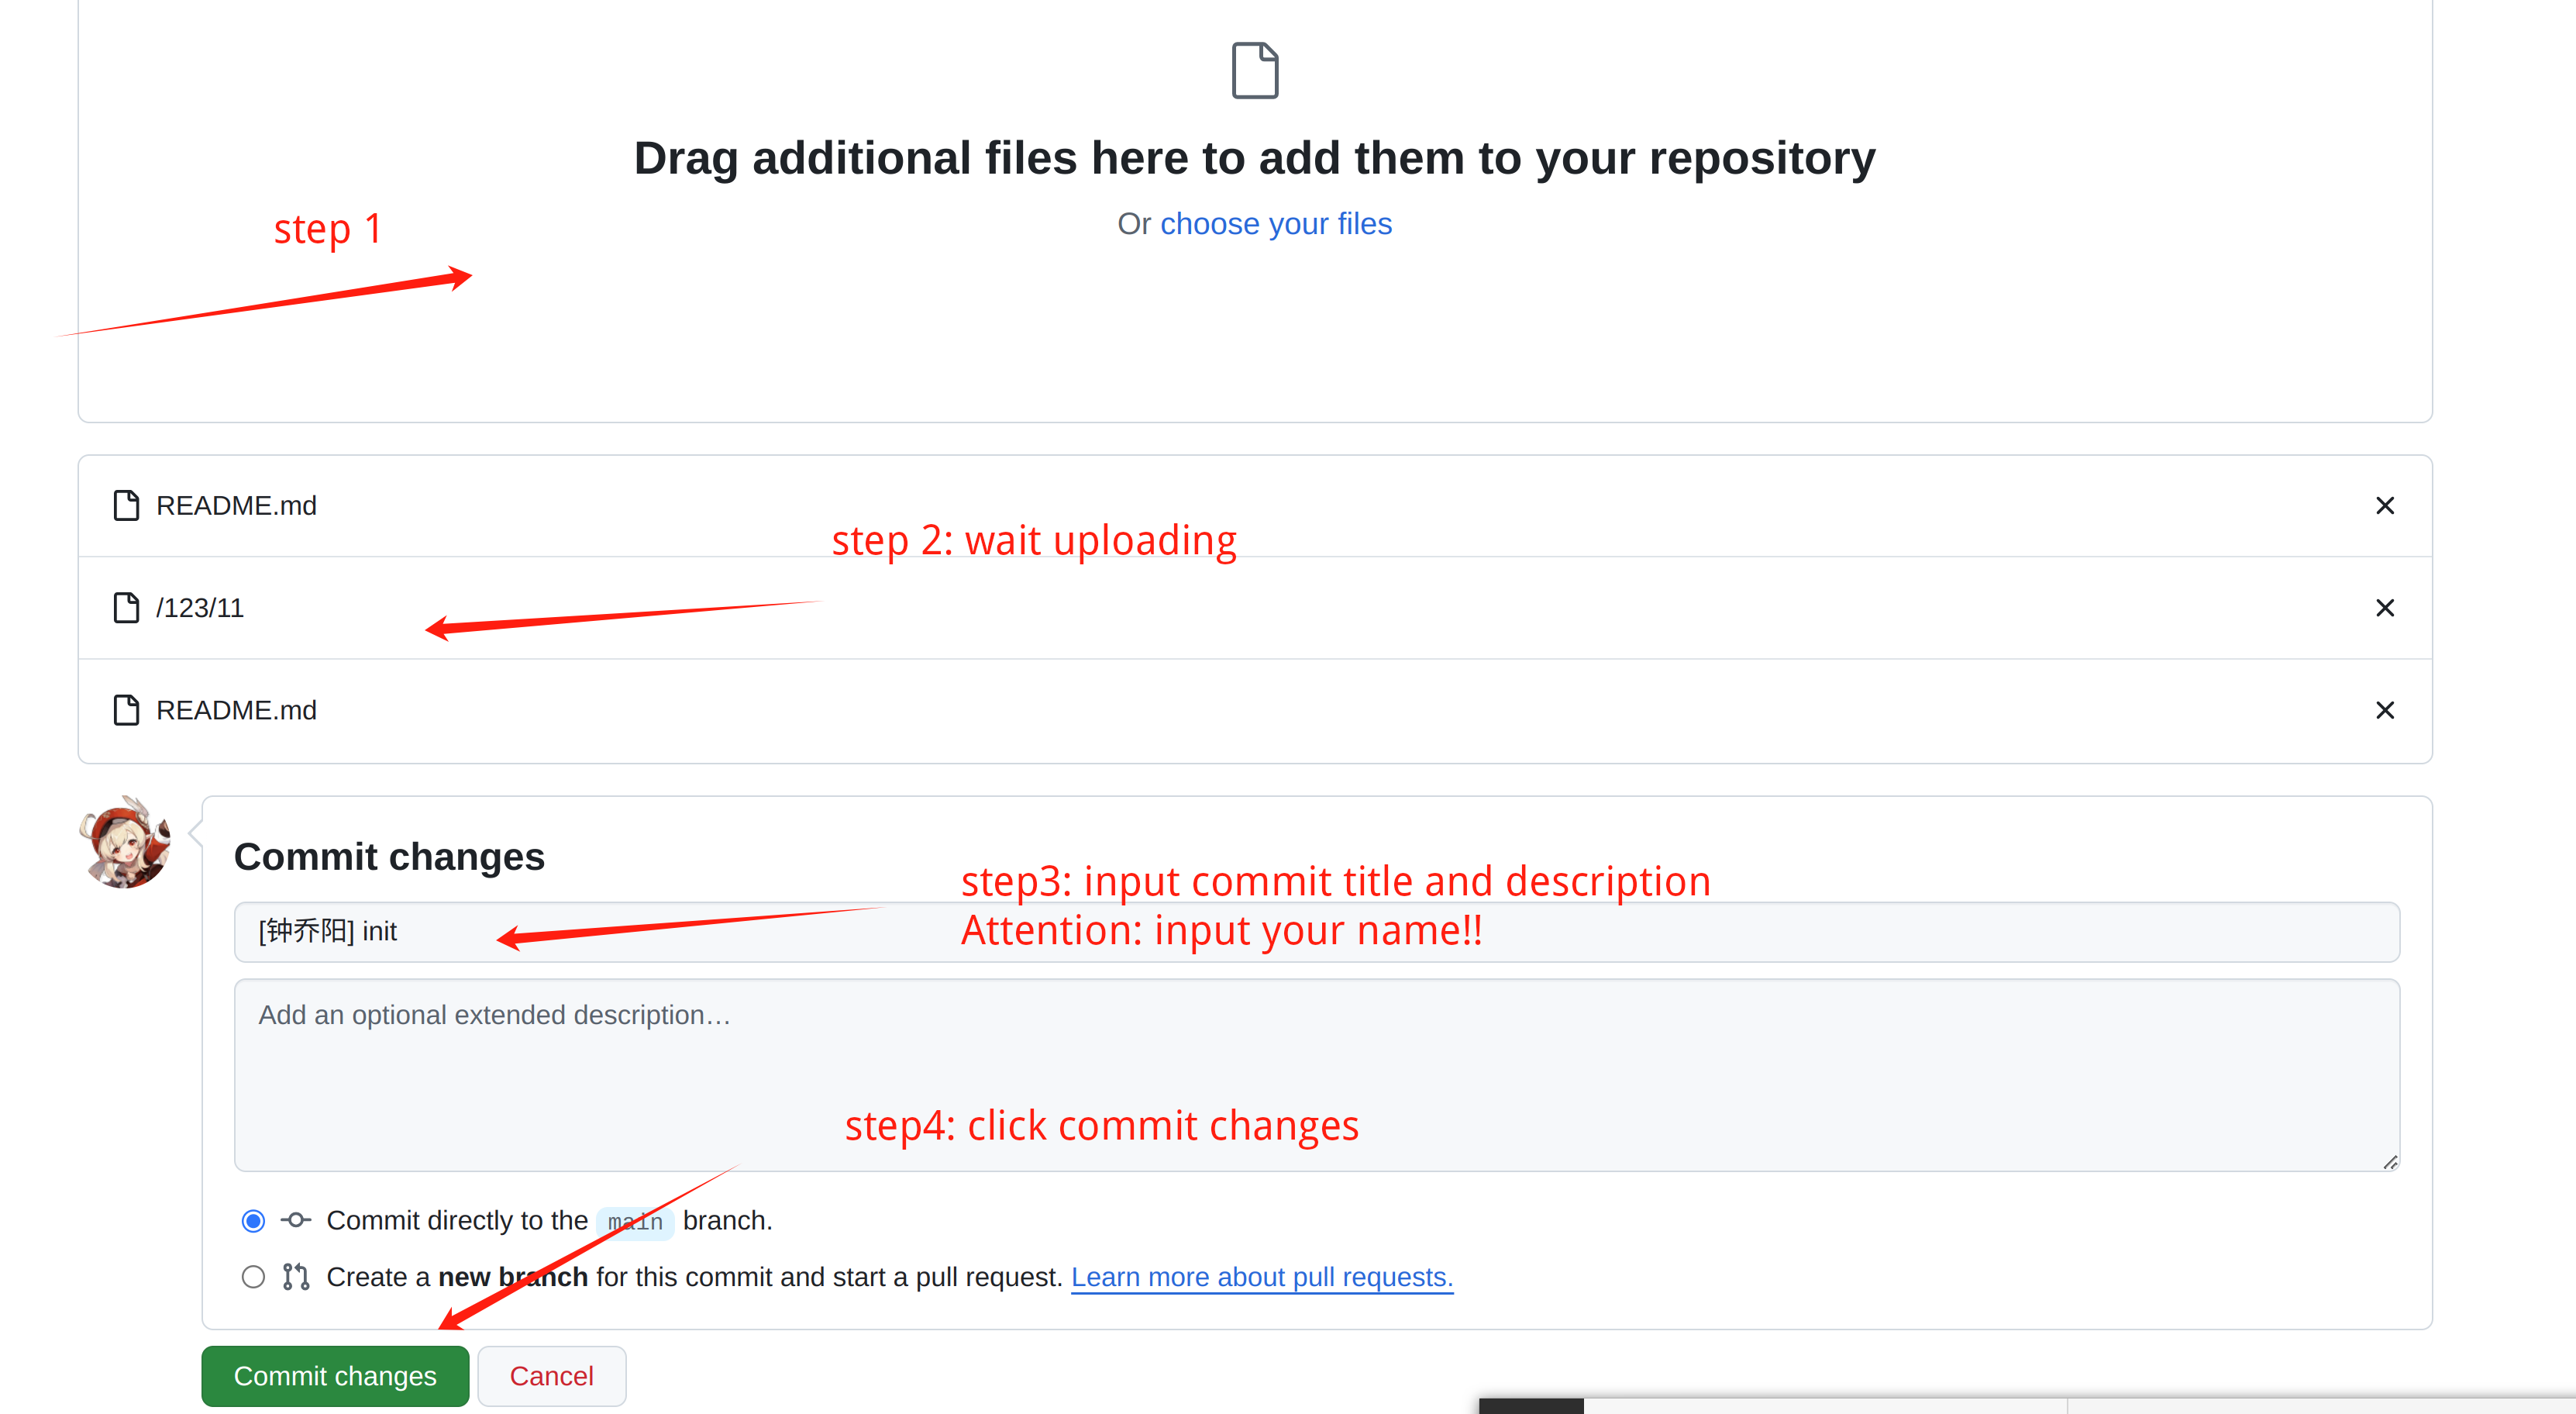 Drag additional files here to add them to your repository
Or choose your files
step 1
README.md
step 2: wait uploading
/123/11
README.md
Commit changes
step3: input commit title and description
Attention: input your name!!
[钟乔阳] init
Add an optional extended description…
step4: click commit changes
Commit directly to the main branch.
Create a new branch for this commit and start a pull request. Learn more about pull requests.
Commit changes
Cancel